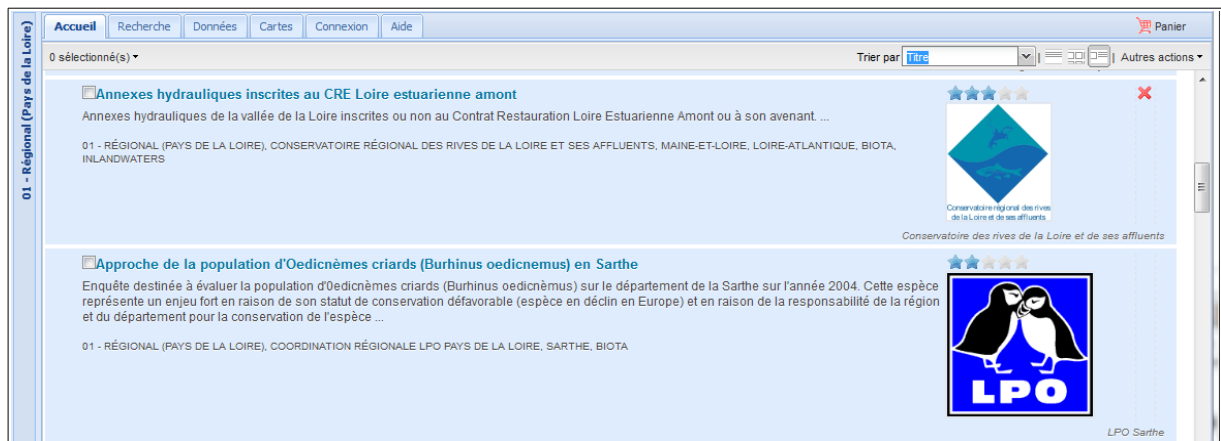 01 - Régional (Pays de la Loire)
Accueil Recherche Données Cartes Connexion Aide Panier
0 sélectionné(s) Trier par Titre Autres actions
Annexes hydrauliques inscrites au CRE Loire estuarienne amont
Annexes hydrauliques de la vallée de la Loire inscrites ou non au Contrat Restauration Loire Estuarienne Amont ou à son avenant. ...
01 - RÉGIONAL (PAYS DE LA LOIRE), CONSERVATOIRE RÉGIONAL DES RIVES DE LA LOIRE ET SES AFFLUENTS, MAINE-ET-LOIRE, LOIRE-ATLANTIQUE, BIOTA,
INLANDWATERS
Conservatoire régional des rives
de la Loire et de ses affluents
Conservatoire des rives de la Loire et de ses affluents
Approche de la population d'Oedicnèmes criards (Burhinus oedicnemus) en Sarthe
Enquête destinée à évaluer la population d'Oedicnèmes criards (Burhinus oedicnèmus) sur le département de la Sarthe sur l'année 2004. Cette espèce
représente un enjeu fort en raison de son statut de conservation défavorable (espèce en déclin en Europe) et en raison de la responsabilité de la région
et du département pour la conservation de l'espèce ...
01 - RÉGIONAL (PAYS DE LA LOIRE), COORDINATION RÉGIONALE LPO PAYS DE LA LOIRE, SARTHE, BIOTA
LPO
LPO Sarthe